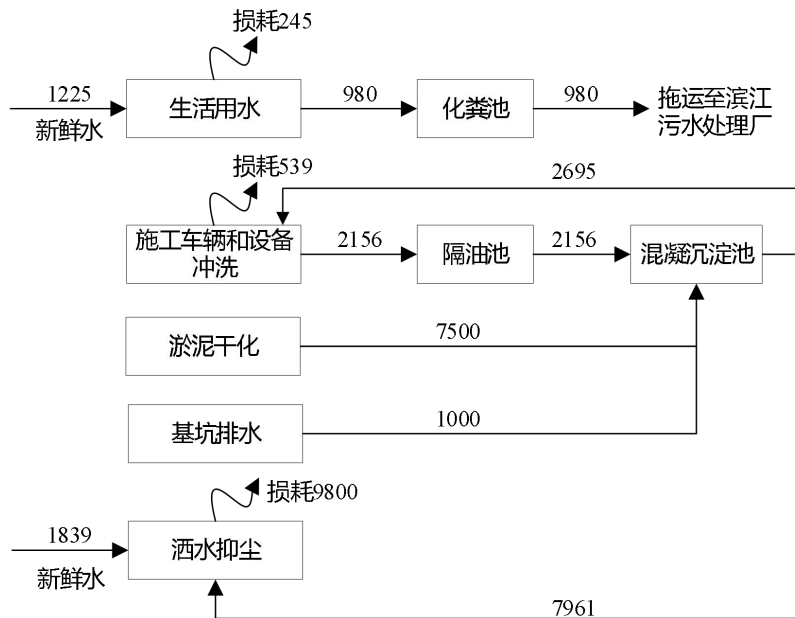 损耗245
1225
新鲜水
生活用水
980
化粪池
980
拖运至滨江
污水处理厂
损耗539
2695
施工车辆和设备
冲洗
2156
隔油池
2156
混凝沉淀池
淤泥干化
7500
基坑排水
1000
损耗9800
1839
新鲜水
洒水抑尘
7961